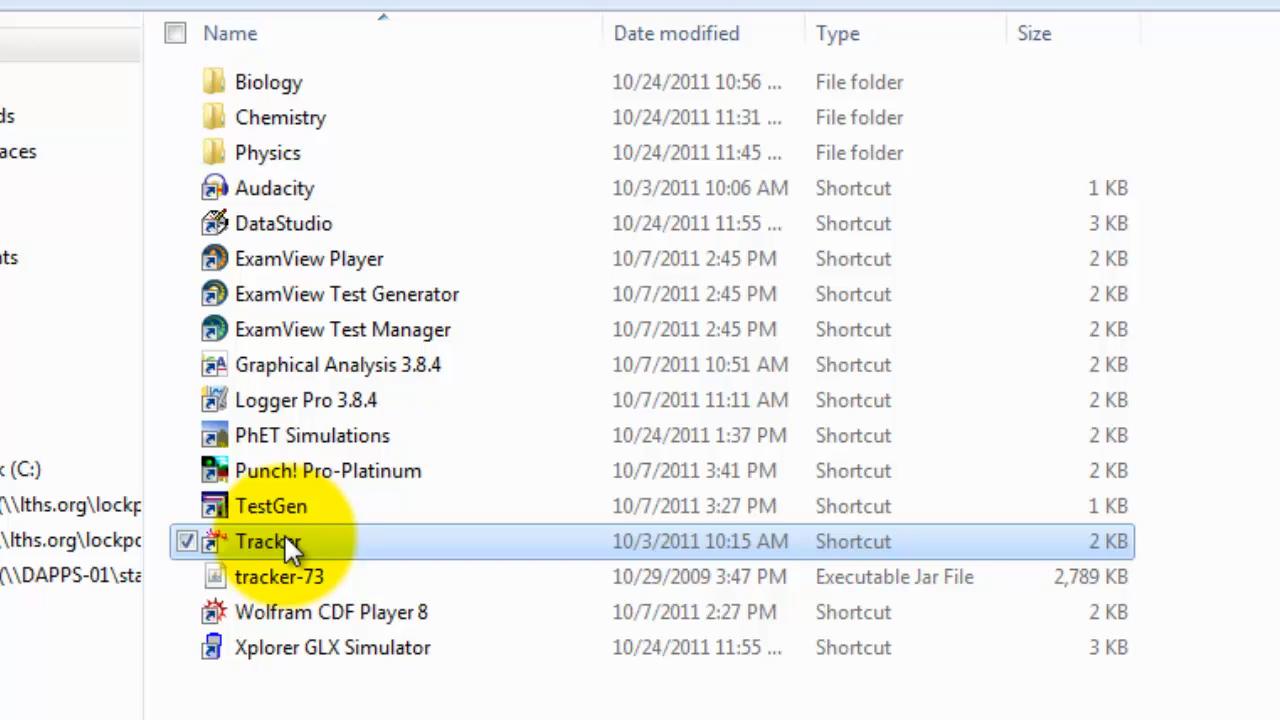 Name Date modified Type Size
Biology 10/24/2011 10:56 ... File folder
ds Chemistry 10/24/2011 11:31 ... File folder
aces Physics 10/24/2011 11:45 ... File folder
Audacity 10/3/2011 10:06 AM Shortcut 1 KB
DataStudio 10/24/2011 11:55 ... Shortcut 3 KB
nts ExamView Player 10/7/2011 2:45 PM Shortcut 2 KB
ExamView Test Generator 10/7/2011 2:45 PM Shortcut 2 KB
ExamView Test Manager 10/7/2011 2:45 PM Shortcut 2 KB
Graphical Analysis 3.8.4 10/7/2011 10:51 AM Shortcut 2 KB
Logger Pro 3.8.4 10/7/2011 11:11 AM Shortcut 2 KB
PhET Simulations 10/24/2011 1:37 PM Shortcut 2 KB
k (C:) Punch! Pro-Platinum 10/7/2011 3:41 PM Shortcut 2 KB
(\\lths.org\lockp TestGen 10/7/2011 3:27 PM Shortcut 1 KB
\\lths.org\lockpo Tracker 10/3/2011 10:15 AM Shortcut 2 KB
(\\DAPPS-01\sta tracker-73 10/29/2009 3:47 PM Executable Jar File 2,789 KB
Wolfram CDF Player 8 10/7/2011 2:27 PM Shortcut 2 KB
Xplorer GLX Simulator 10/24/2011 11:55 ... Shortcut 3 KB